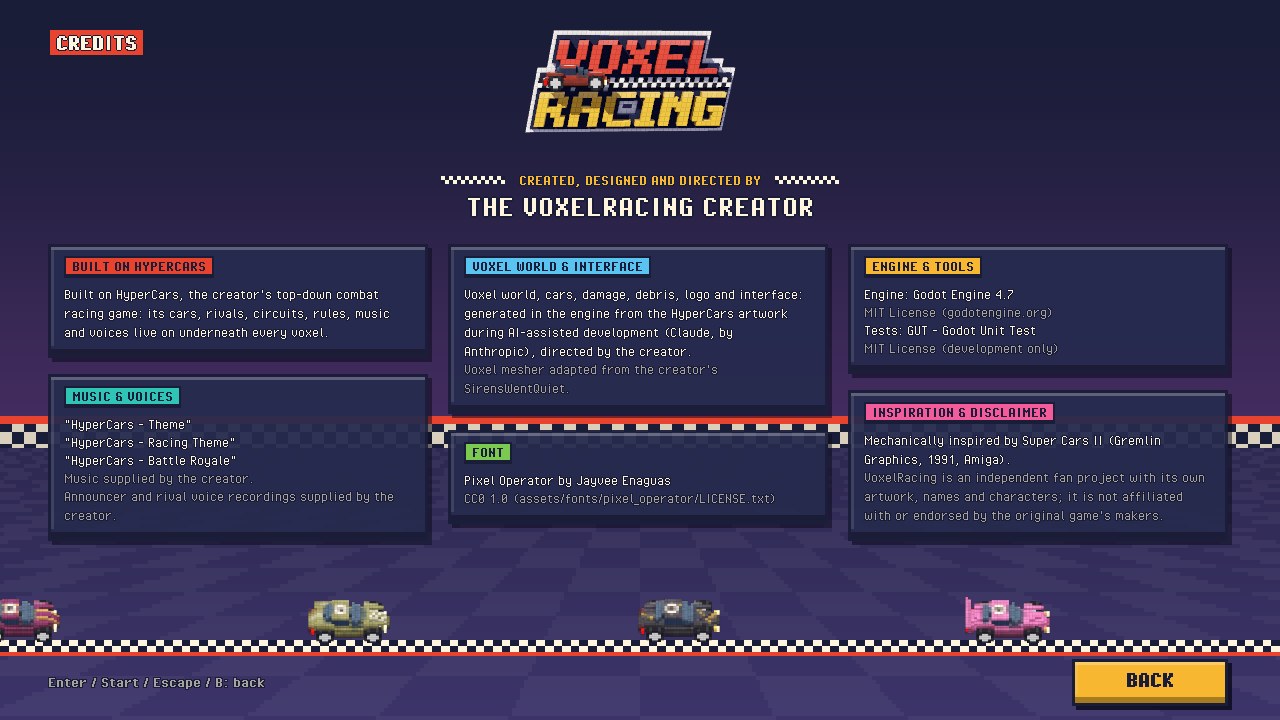 CREDITS
VOXEL
RACING
CREATED, DESIGNED AND DIRECTED BY
THE VOXELRACING CREATOR
BUILT ON HYPERCARS
Built on HyperCars, the creator's top-down combat
racing game: its cars, rivals, circuits, rules, music
and voices live on underneath every voxel.
MUSIC & VOICES
"HyperCars - Theme"
"HyperCars - Racing Theme"
"HyperCars - Battle Royale"
Music supplied by the creator.
Announcer and rival voice recordings supplied by the
creator.
VOXEL WORLD & INTERFACE
Voxel world, cars, damage, debris, logo and interface:
generated in the engine from the HyperCars artwork
during AI-assisted development (Claude, by
Anthropic), directed by the creator.
Voxel mesher adapted from the creator's
SirensWentQuiet.
FONT
Pixel Operator by Jayvee Enaguas
CC0 1.0 (assets/fonts/pixel_operator/LICENSE.txt)
ENGINE & TOOLS
Engine: Godot Engine 4.7
MIT License (godotengine.org)
Tests: GUT - Godot Unit Test
MIT License (development only)
INSPIRATION & DISCLAIMER
Mechanically inspired by Super Cars II (Gremlin
Graphics, 1991, Amiga).
VoxelRacing is an independent fan project with its own
artwork, names and characters; it is not affiliated
with or endorsed by the original game's makers.
Enter / Start / Escape / B: back
BACK